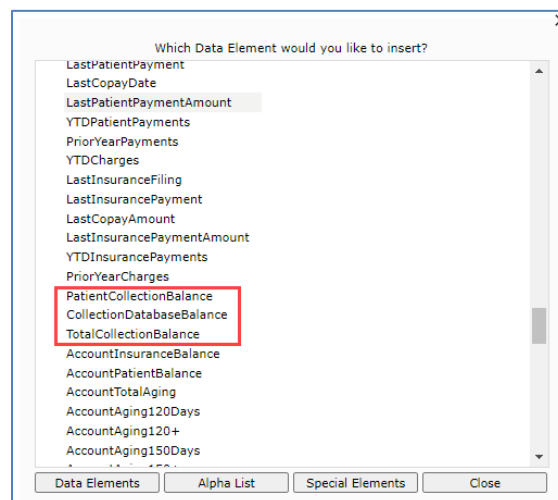 Which Data Element would you like to insert?
LastPatientPayment
LastCopayDate
LastPatientPaymentAmount
YTDPatientPayments
PriorYearPayments
YTDCharges
LastInsuranceFiling
LastInsurancePayment
LastCopayAmount
LastInsurancePaymentAmount
YTDInsurancePayments
PriorYearCharges
PatientCollectionBalance
CollectionDatabaseBalance
TotalCollectionBalance
AccountInsuranceBalance
AccountPatientBalance
AccountTotalAging
AccountAging120Days
AccountAging120+
AccountAging150Days
Data Elements Alpha List Special Elements Close